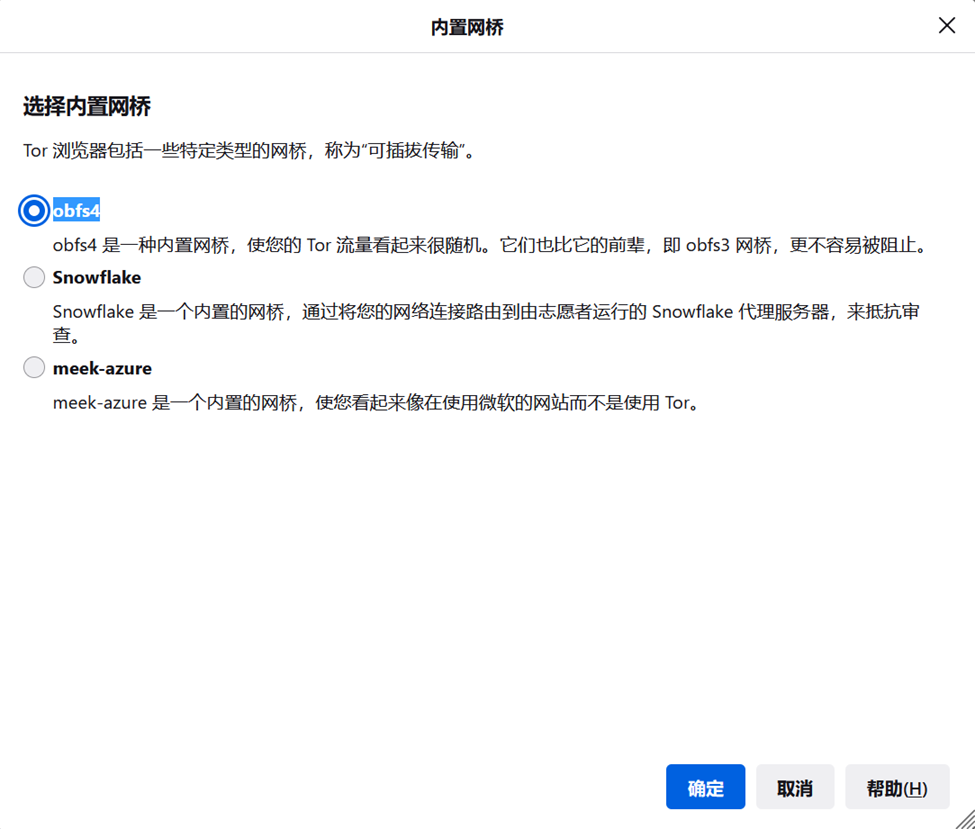 内置网桥
选择内置网桥
Tor 浏览器包括一些特定类型的网桥，称为“可插拔传输”。
obfs4
obfs4 是一种内置网桥，使您的 Tor 流量看起来很随机。它们也比它的前辈，即 obfs3 网桥，更不容易被阻止。
Snowflake
Snowflake 是一个内置的网桥，通过将您的网络连接路由到由志愿者运行的 Snowflake 代理服务器，来抵抗审
查。
meek-azure
meek-azure 是一个内置的网桥，使您看起来像在使用微软的网站而不是使用 Tor。
确定 取消 帮助(H)